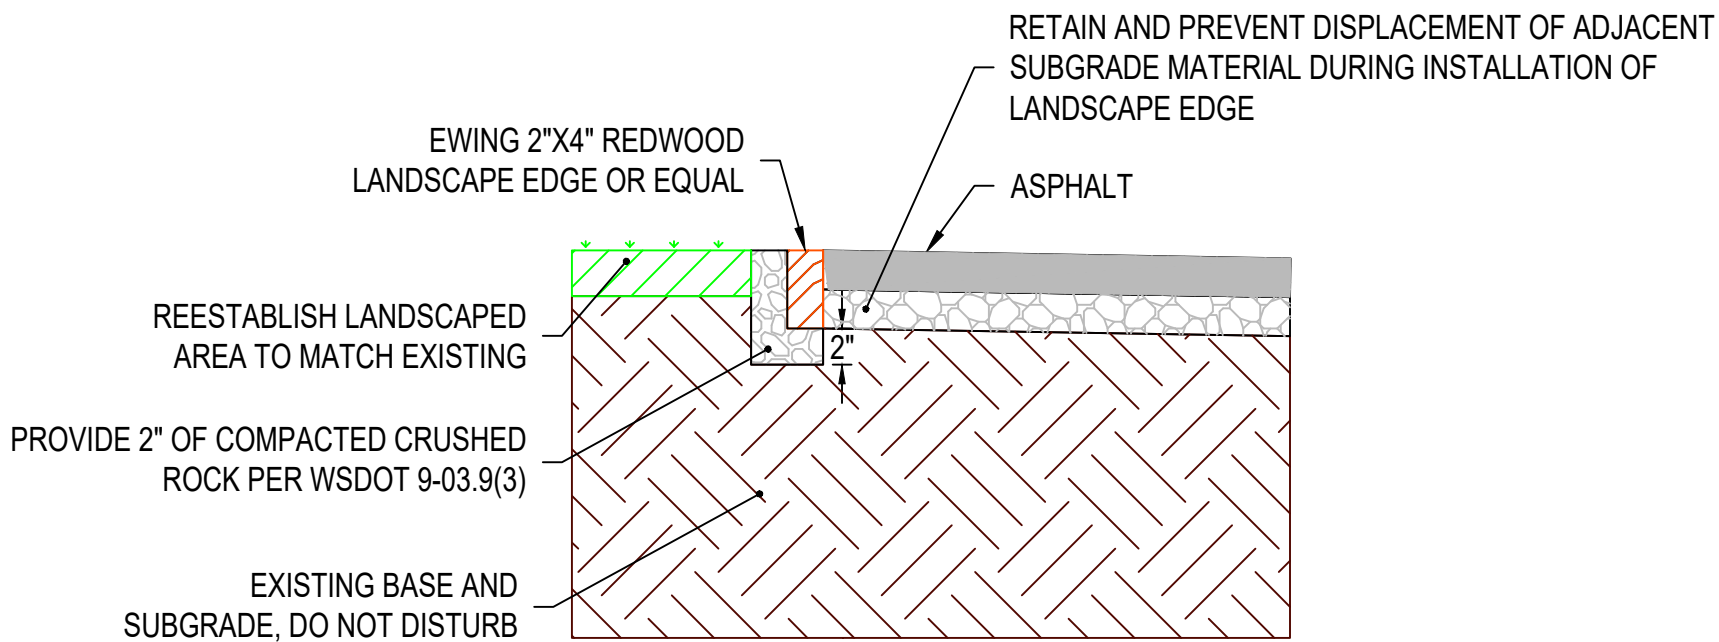 RETAIN AND PREVENT DISPLACEMENT OF ADJACENT
SUBGRADE MATERIAL DURING INSTALLATION OF
LANDSCAPE EDGE
EWING 2"X4" REDWOOD
LANDSCAPE EDGE OR EQUAL
ASPHALT
REESTABLISH LANDSCAPED
AREA TO MATCH EXISTING
2"
PROVIDE 2" OF COMPACTED CRUSHED
ROCK PER WSDOT 9-03.9(3)
EXISTING BASE AND
SUBGRADE, DO NOT DISTURB